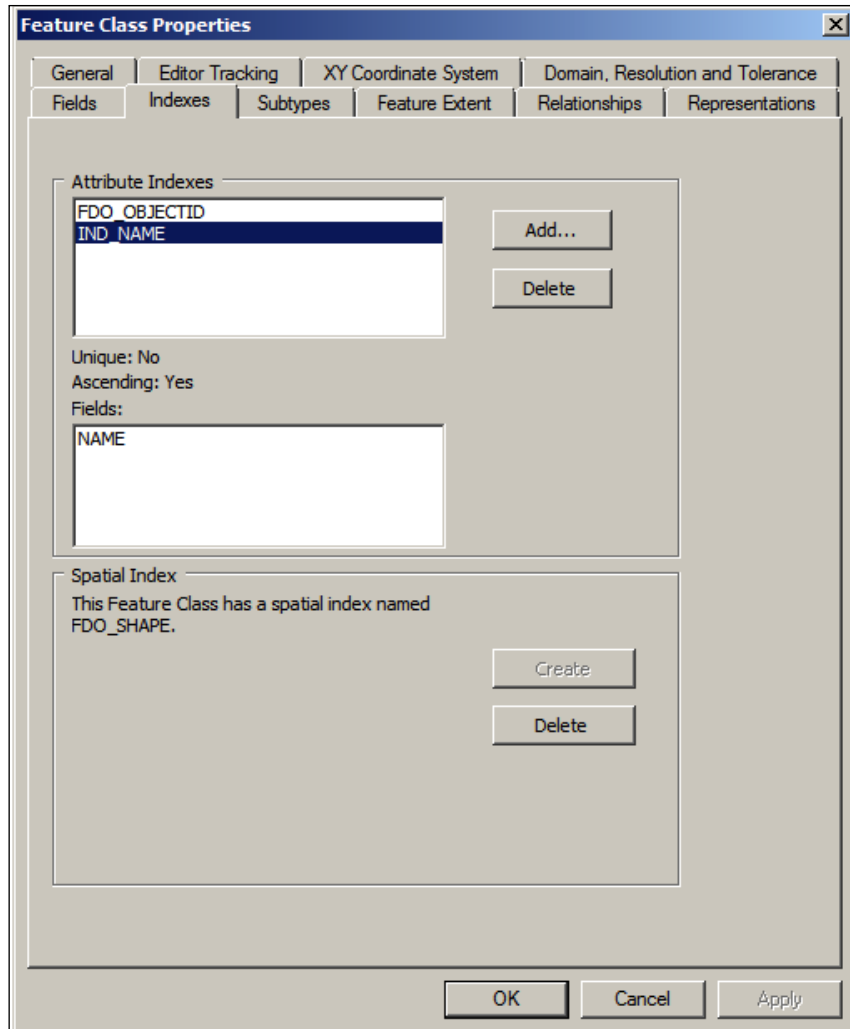 Feature Class Properties
General Editor Tracking XY Coordinate System Domain, Resolution and Tolerance
Fields Indexes Subtypes Feature Extent Relationships Representations
Attribute Indexes
FDO_OBJECTID
IND_NAME
Add...
Delete
Unique: No
Ascending: Yes
Fields:
NAME
Spatial Index
This Feature Class has a spatial index named
FDO_SHAPE.
Create
Delete
OK Cancel Apply